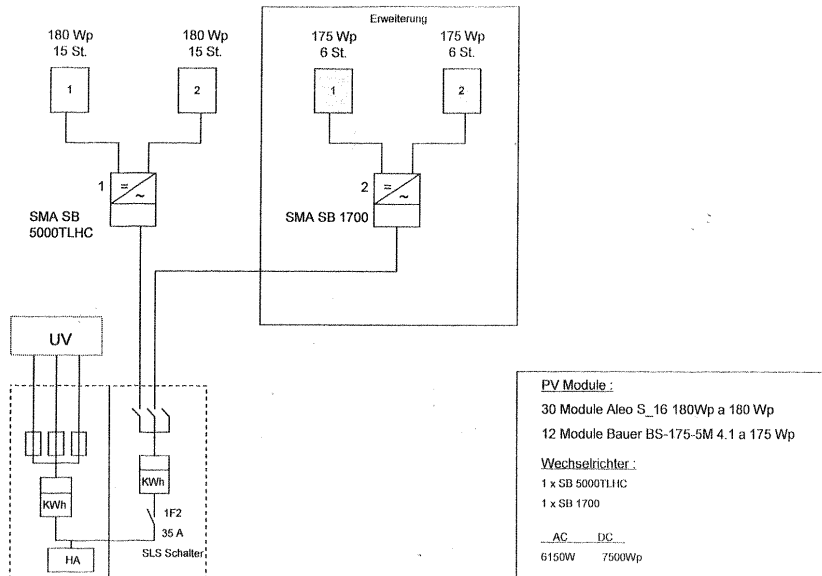 Erweiterung
180 Wp
15 St.
180 Wp
15 St.
175 Wp
6 St.
175 Wp
6 St.
1
2
1
2
1
=
~
2
=
~
SMA SB
5000TLHC
SMA SB 1700
UV
KWh
KWh
1F2
35 A
SLS Schalter
HA
PV Module :
30 Module Aleo S_16 180Wp a 180 Wp
12 Module Bauer BS-175-5M 4.1 a 175 Wp
Wechselrichter :
1 x SB 5000TLHC
1 x SB 1700
AC DC
6150W 7500Wp